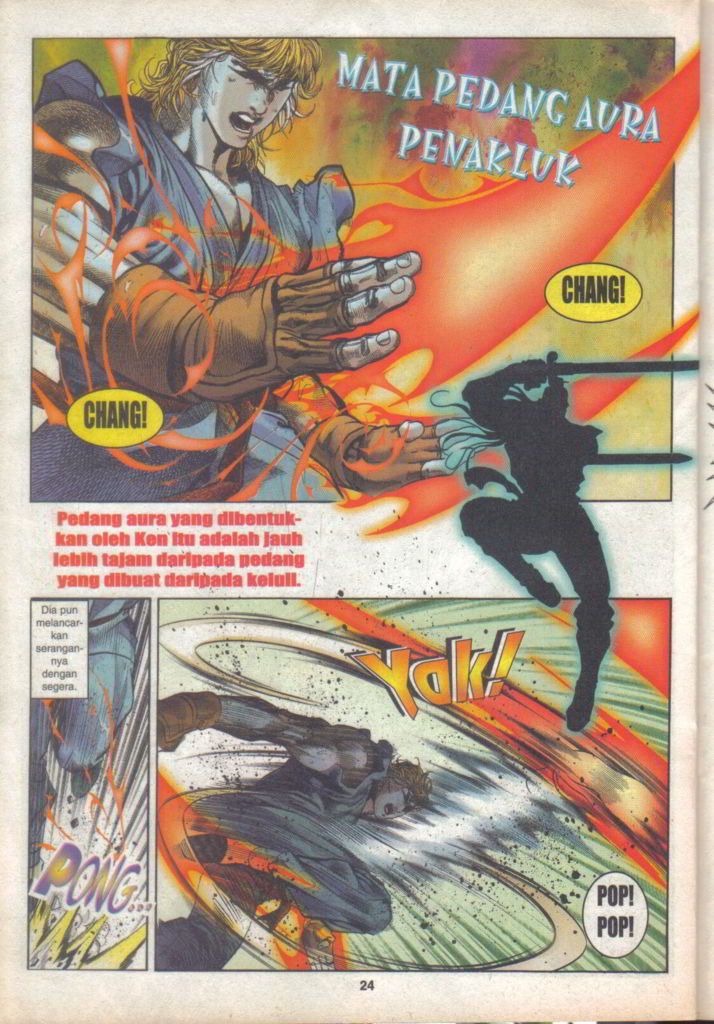 MATA PEDANG AURA
PENAKLUK
CHANG!
CHANG!
Pedang aura yang dibentuk-
kan oleh Ken itu adalah jauh
lebih tajam daripada pedang
yang dibuat daripada keluli.
Dia pun
melancar-
kan
serangan-
nya
dengan
segera.
PONG...
Yak!
POP!
POP!
24